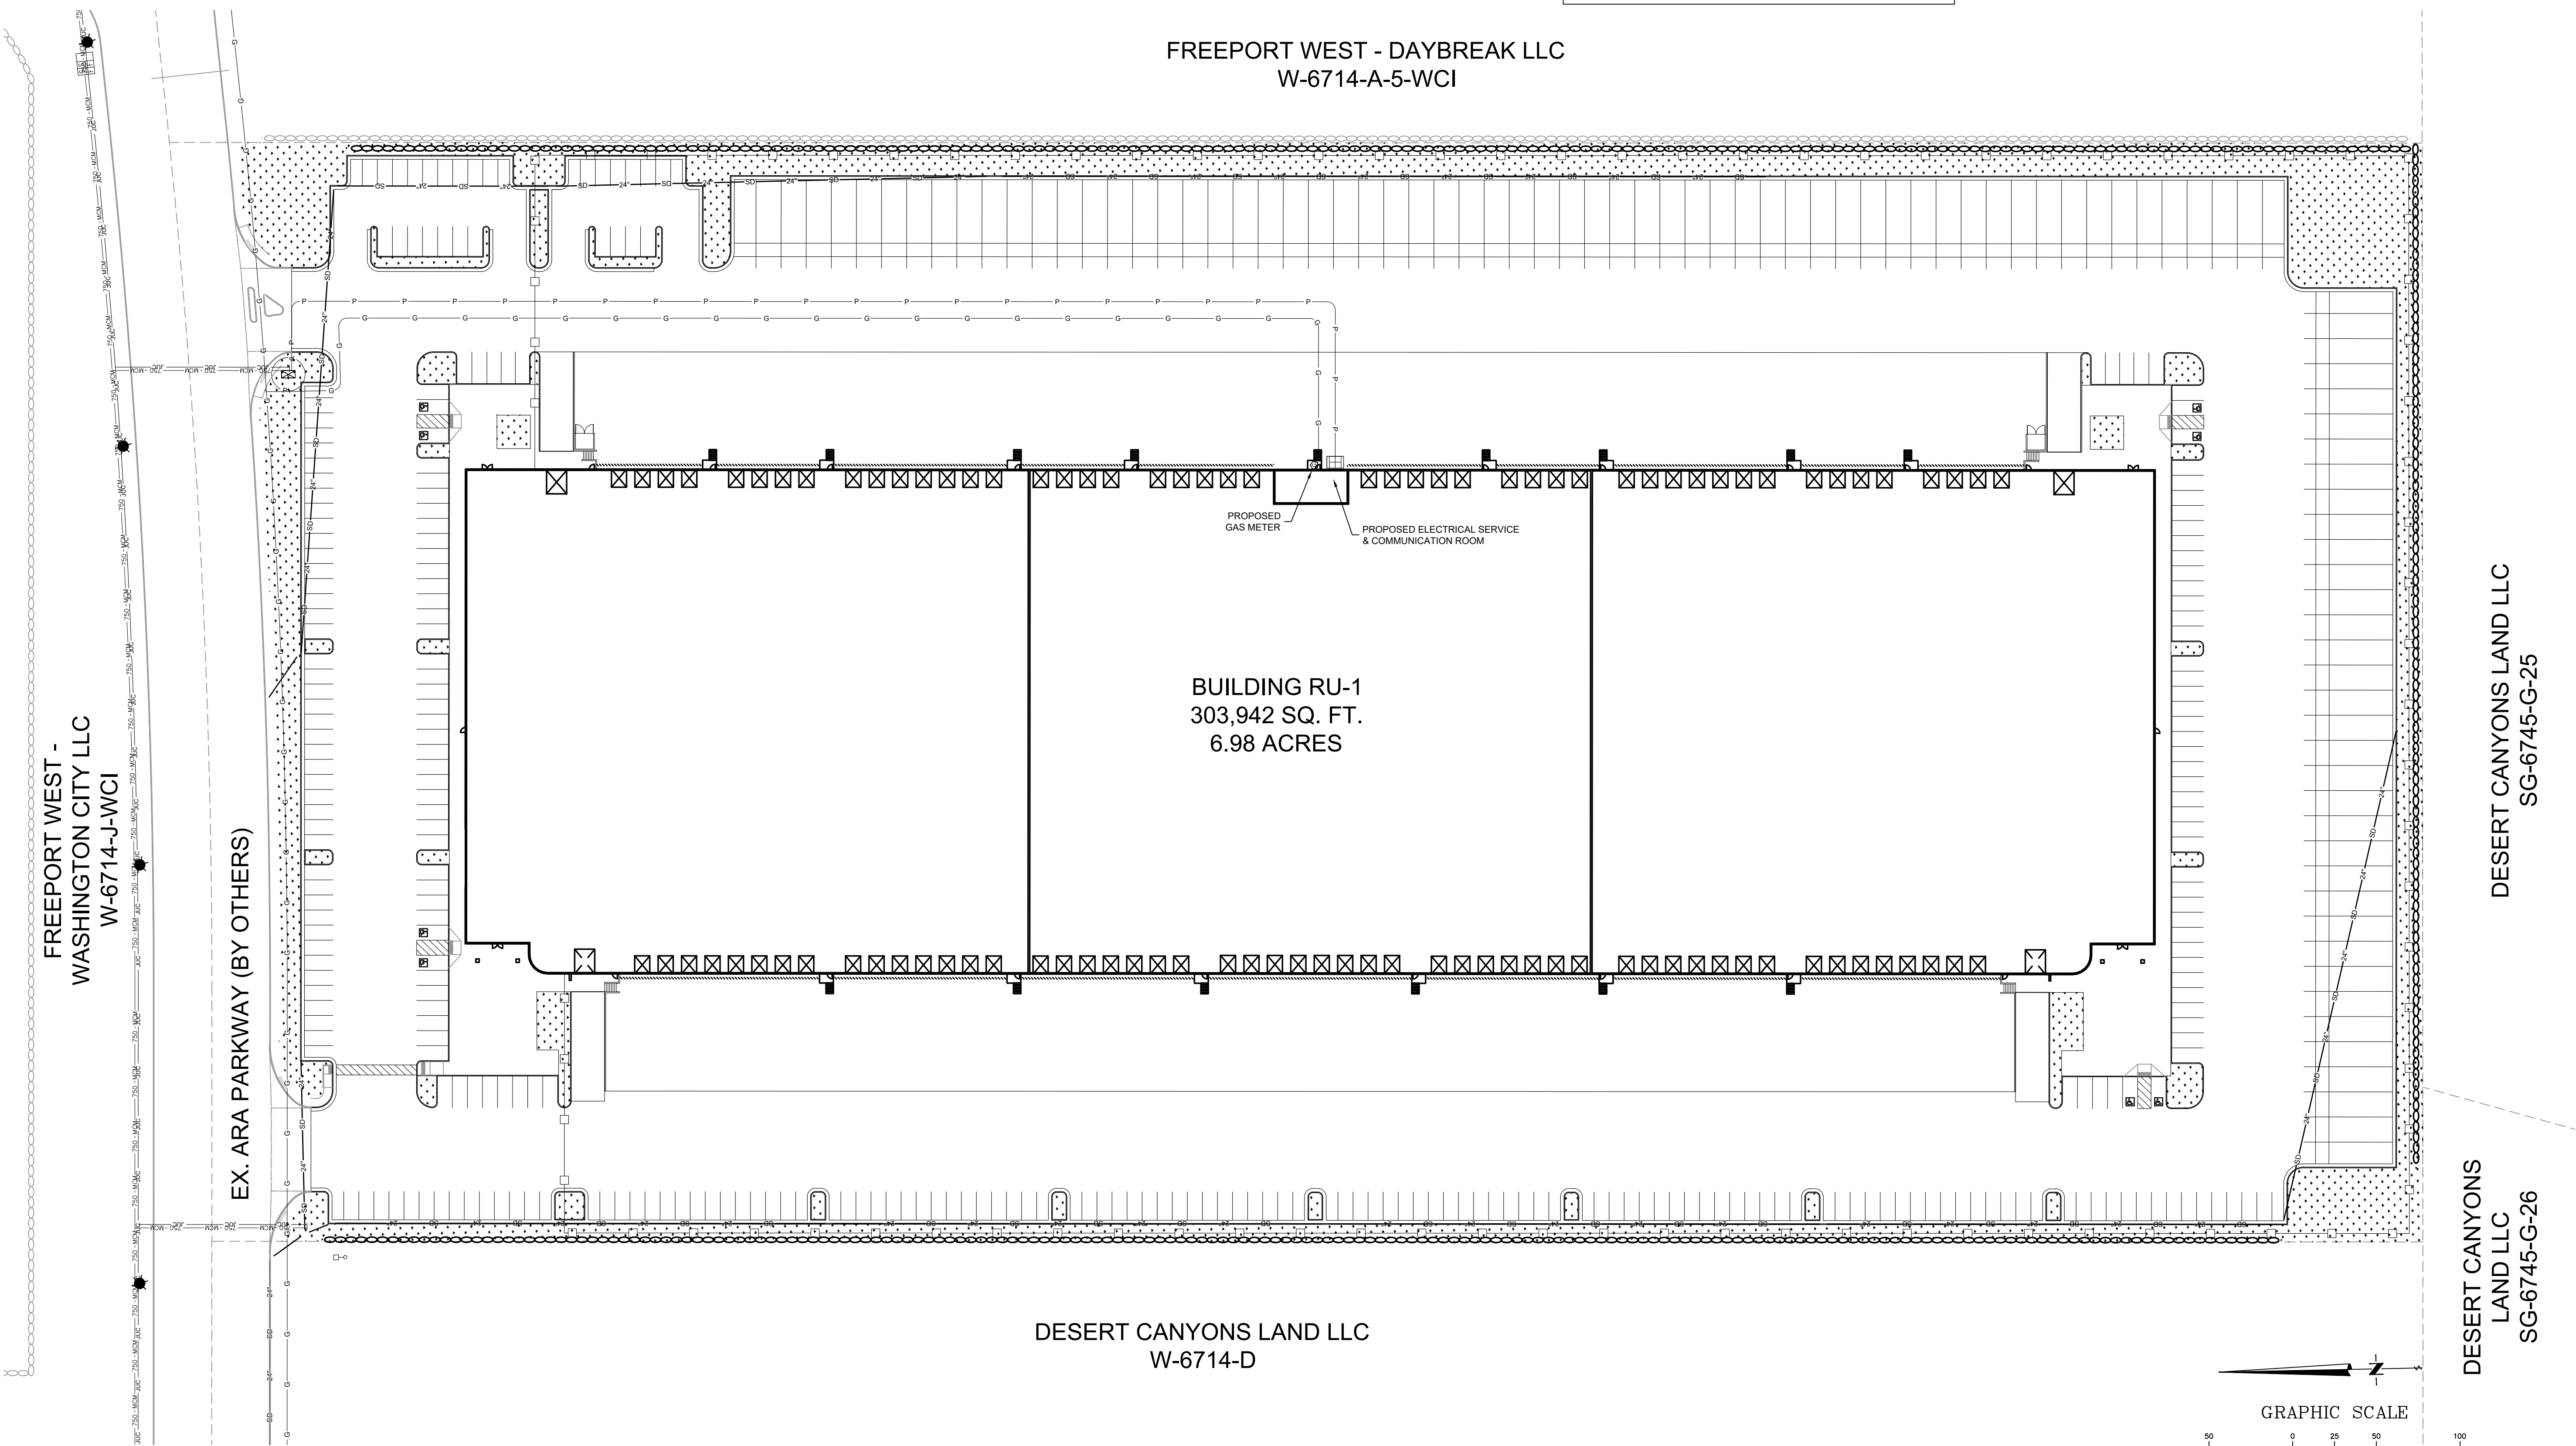 FREEPORT WEST - DAYBREAK LLC
W-6714-A-5-WCI
PROPOSED
GAS METER
PROPOSED ELECTRICAL SERVICE
& COMMUNICATION ROOM
BUILDING RU-1
303,942 SQ. FT.
6.98 ACRES
FREEPORT WEST -
WASHINGTON CITY LLC
W-6714-J-WCI
EX. ARA PARKWAY (BY OTHERS)
DESERT CANYONS LAND LLC
SG-6745-G-25
DESERT CANYONS
LAND LLC
SG-6745-G-26
DESERT CANYONS LAND LLC
W-6714-D
N
GRAPHIC SCALE
50 0 25 50 100